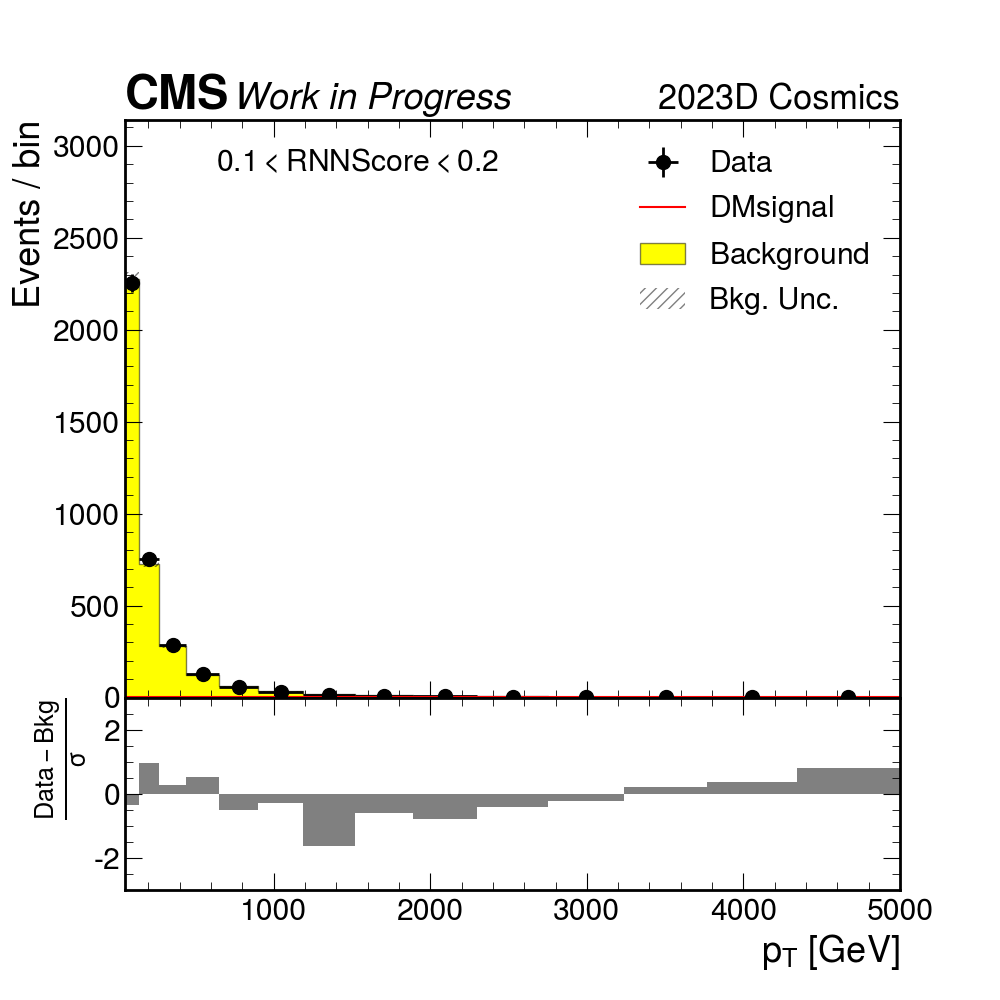 CMS Work in Progress 2023D Cosmics
Events / bin
3000
2500
2000
1500
1000
500
0
0.1 < RNNScore < 0.2
Data
DMsignal
Background
Bkg. Unc.
Data – Bkg
σ
2
0
-2
1000 2000 3000 4000 5000
pT [GeV]